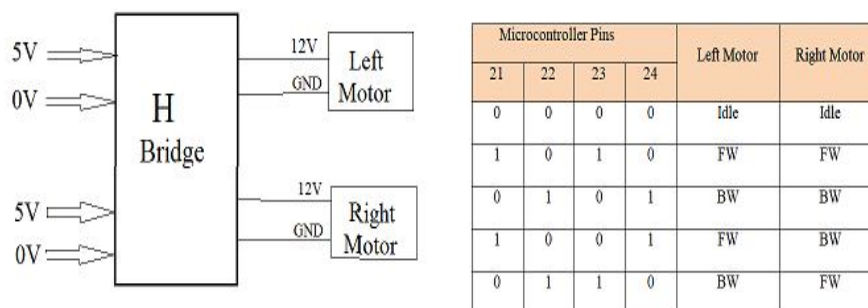 5V
0V
5V
0V
H
Bridge
12V
GND
Left
Motor
12V
GND
Right
Motor
Microcontroller Pins
Left Motor
Right Motor
21 22 23 24
0 0 0 0 Idle Idle
1 0 1 0 FW FW
0 1 0 1 BW BW
1 0 0 1 FW BW
0 1 1 0 BW FW